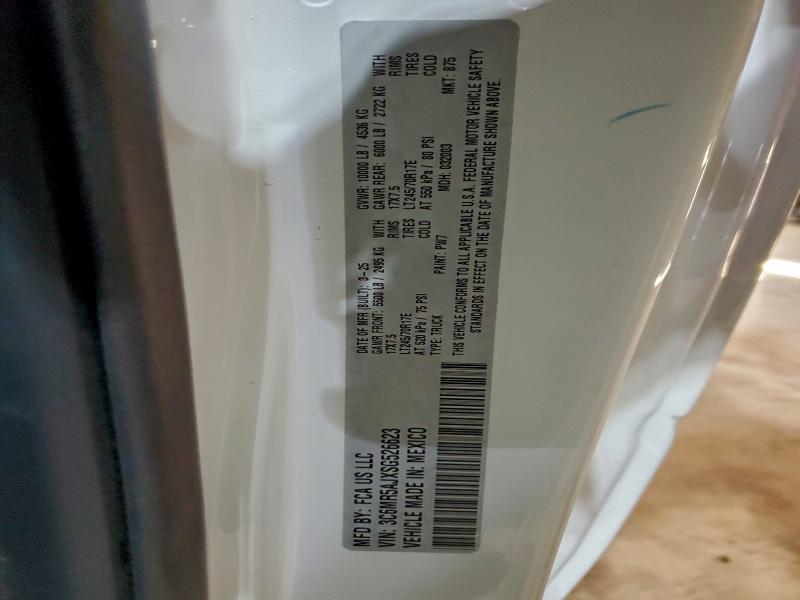 MFD BY: FCA US LLC
VIN: 3C6MR5AJXSG526623
VEHICLE MADE IN: MEXICO
DATE OF MFR (BUILT): 3-25 GVWR: 10000 LB / 4536 KG
GAWR FRONT: 5500 LB / 2495 KG WITH GAWR REAR: 6000 LB / 2722 KG WITH
17X7.5 RIMS 17X7.5 RIMS
LT245/70R17E TIRES LT245/70R17E TIRES
AT 520 kPa / 75 PSI COLD AT 550 kPa / 80 PSI COLD
TYPE: TRUCK PAINT: PW7 MDH: 032003 MKT: 875
THIS VEHICLE CONFORMS TO ALL APPLICABLE U.S.A. FEDERAL MOTOR VEHICLE SAFETY
STANDARDS IN EFFECT ON THE DATE OF MANUFACTURE SHOWN ABOVE.